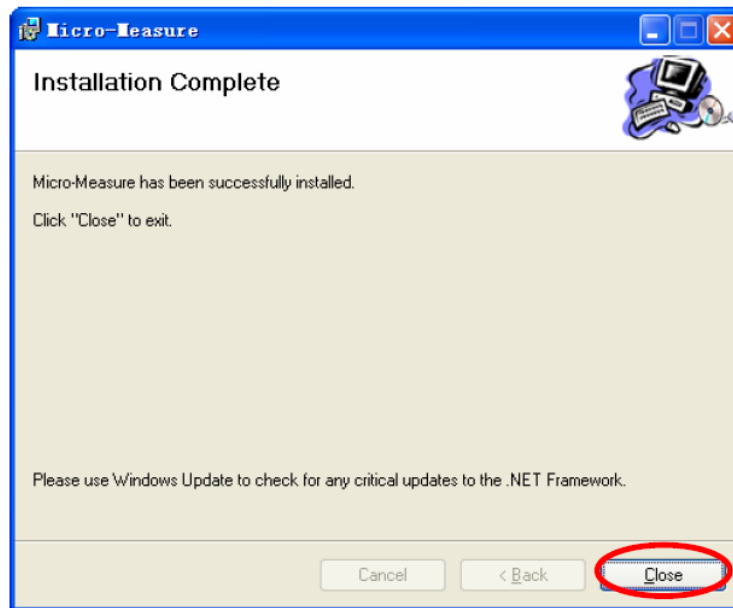 Micro-Measure
Installation Complete
Micro-Measure has been successfully installed.
Click "Close" to exit.
Please use Windows Update to check for any critical updates to the .NET Framework.
Cancel
< Back
Close